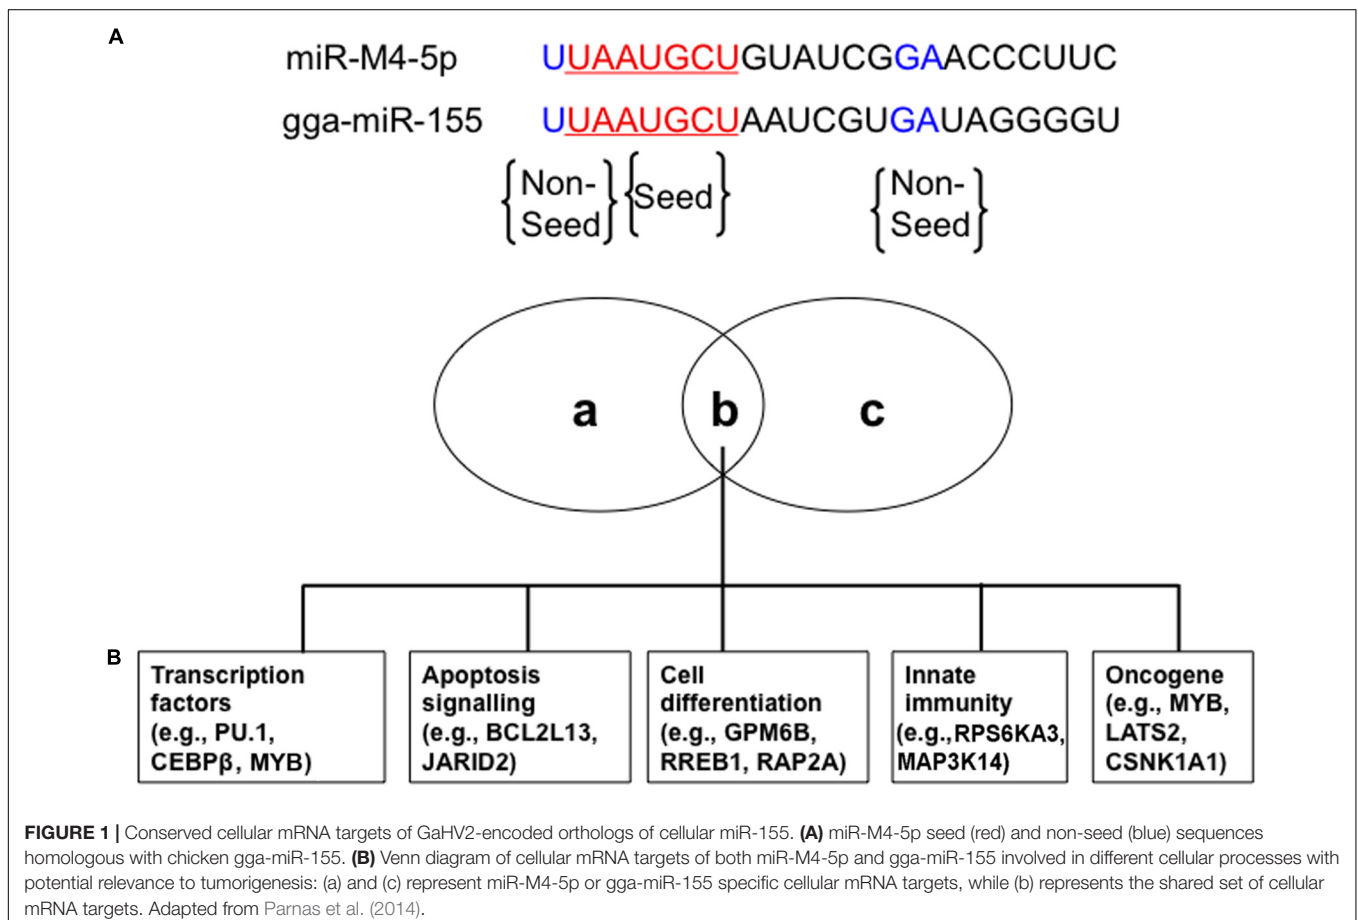 A
miR-M4-5p UUAAUGCUGUAUCGGAACCCUUC
gga-miR-155 UUAAUGCUAAUCGUGAUAGGGGU
{Non-Seed} {Seed} {Non-Seed}
a b c
B
Transcription
factors
(e.g., PU.1,
CEBPβ, MYB)
Apoptosis
signalling
(e.g., BCL2L13,
JARID2)
Cell
differentiation
(e.g., GPM6B,
RREB1, RAP2A)
Innate
immunity
(e.g.,RPS6KA3,
MAP3K14)
Oncogene
(e.g., MYB,
LATS2,
CSNK1A1)
FIGURE 1 | Conserved cellular mRNA targets of GaHV2-encoded orthologs of cellular miR-155. (A) miR-M4-5p seed (red) and non-seed (blue) sequences
homologous with chicken gga-miR-155. (B) Venn diagram of cellular mRNA targets of both miR-M4-5p and gga-miR-155 involved in different cellular processes with
potential relevance to tumorigenesis: (a) and (c) represent miR-M4-5p or gga-miR-155 specific cellular mRNA targets, while (b) represents the shared set of cellular
mRNA targets. Adapted from Parnas et al. (2014).